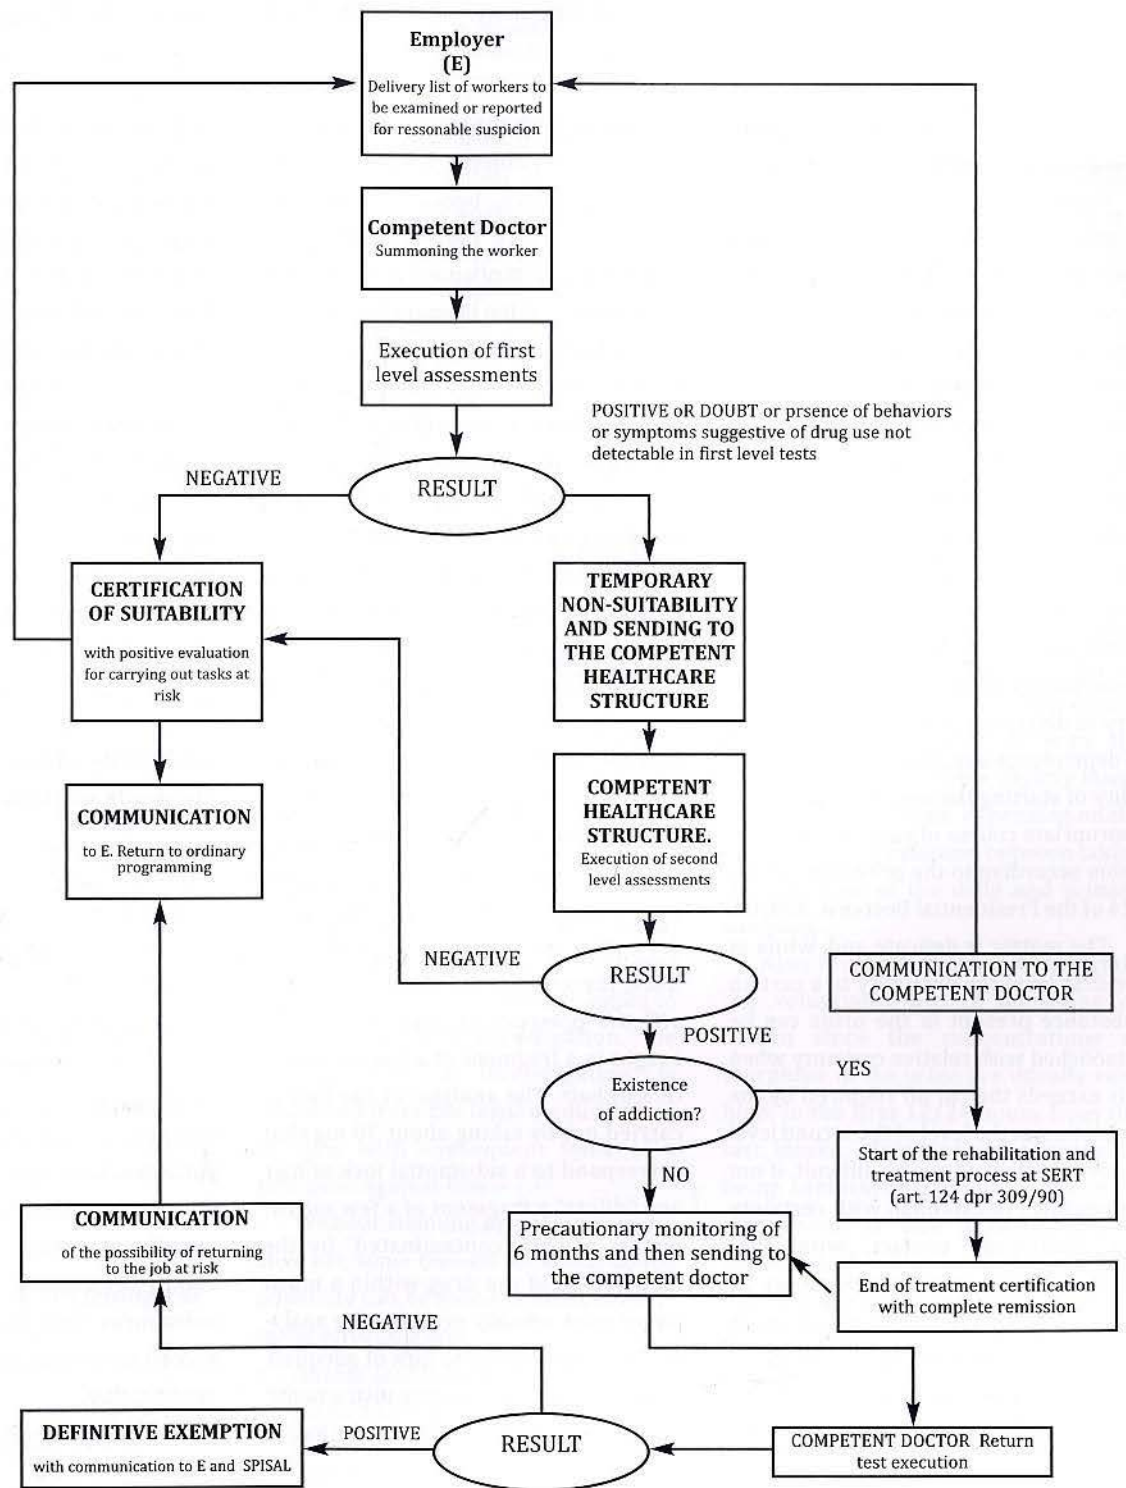 Employer
(E)
Delivery list of workers to
be examined or reported
for ressonable suspicion
Competent Doctor
Summoning the worker
Execution of first
level assessments
POSITIVE oR DOUBT or prsence of behaviors
or symptoms suggestive of drug use not
detectable in first level tests
NEGATIVE
RESULT
CERTIFICATION
OF SUITABILITY
with positive evaluation
for carrying out tasks at
risk
TEMPORARY
NON-SUITABILITY
AND SENDING TO
THE COMPETENT
HEALTHCARE
STRUCTURE
COMMUNICATION
to E. Return to ordinary
programming
COMPETENT
HEALTHCARE
STRUCTURE.
Execution of second
level assessments
NEGATIVE
RESULT
COMMUNICATION TO THE
COMPETENT DOCTOR
POSITIVE
YES
Existence
of addiction?
Start of the rehabilitation and
treatment process at SERT
(art. 124 dpr 309/90)
NO
COMMUNICATION
of the possibility of returning
to the job at risk
Precautionary monitoring of
6 months and then sending to
the competent doctor
End of treatment certification
with complete remission
NEGATIVE
DEFINITIVE EXEMPTION
with communication to E and SPISAL
POSITIVE
RESULT
COMPETENT DOCTOR Return
test execution